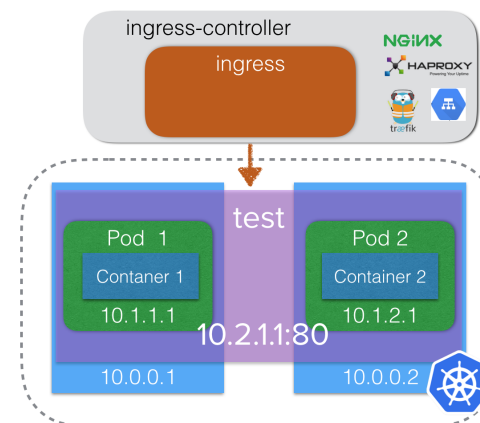 ingress-controller
ingress
NGiNX
HAPROXY
Powering Your Uptime
træfik
test
Pod 1
Contaner 1
10.1.1.1
Pod 2
Container 2
10.1.2.1
10.2.1.1:80
10.0.0.1
10.0.0.2